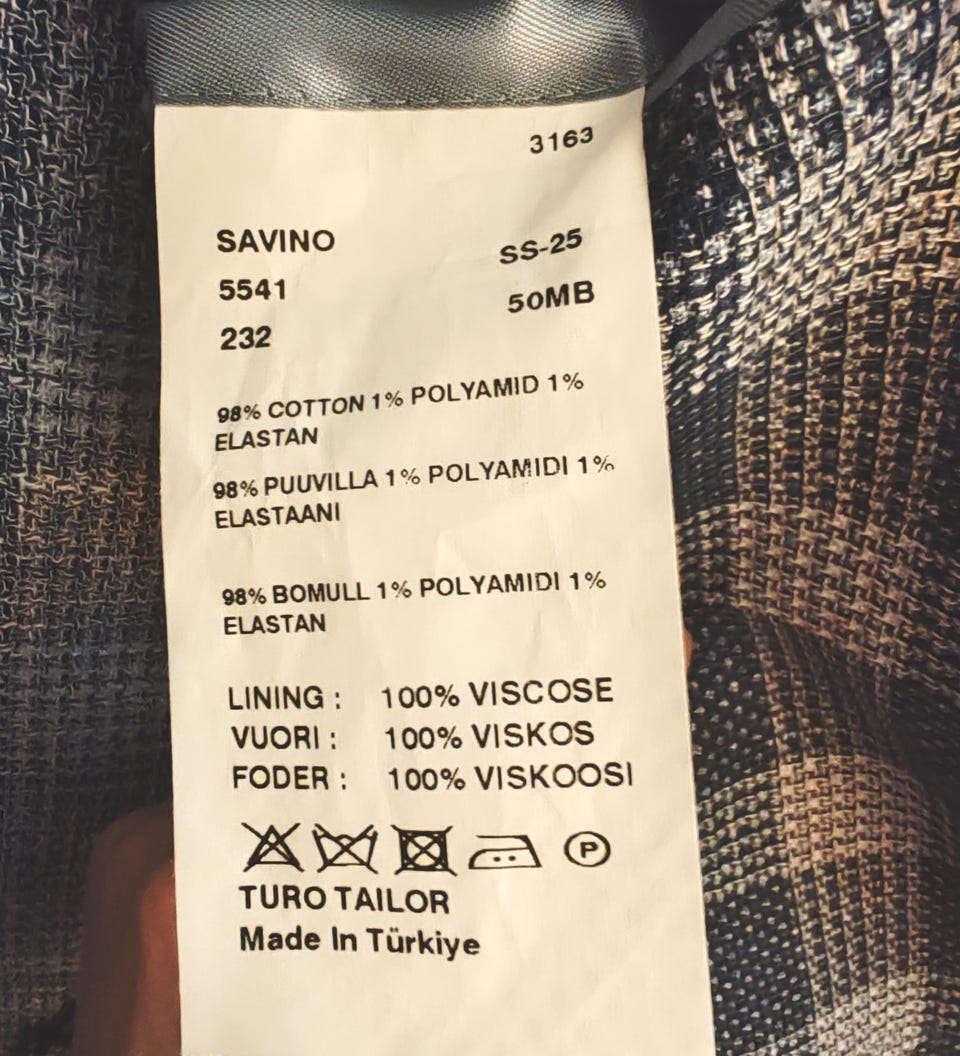 3163
SAVINO
SS-25
5541
50MB
232
98% COTTON 1% POLYAMID 1%
ELASTAN
98% PUUVILLA 1% POLYAMIDI 1%
ELASTAANI
98% BOMULL 1% POLYAMIDI 1%
ELASTAN
LINING : 100% VISCOSE
VUORI : 100% VISKOS
FODER : 100% VISKOOSI
P
TURO TAILOR
Made In Türkiye